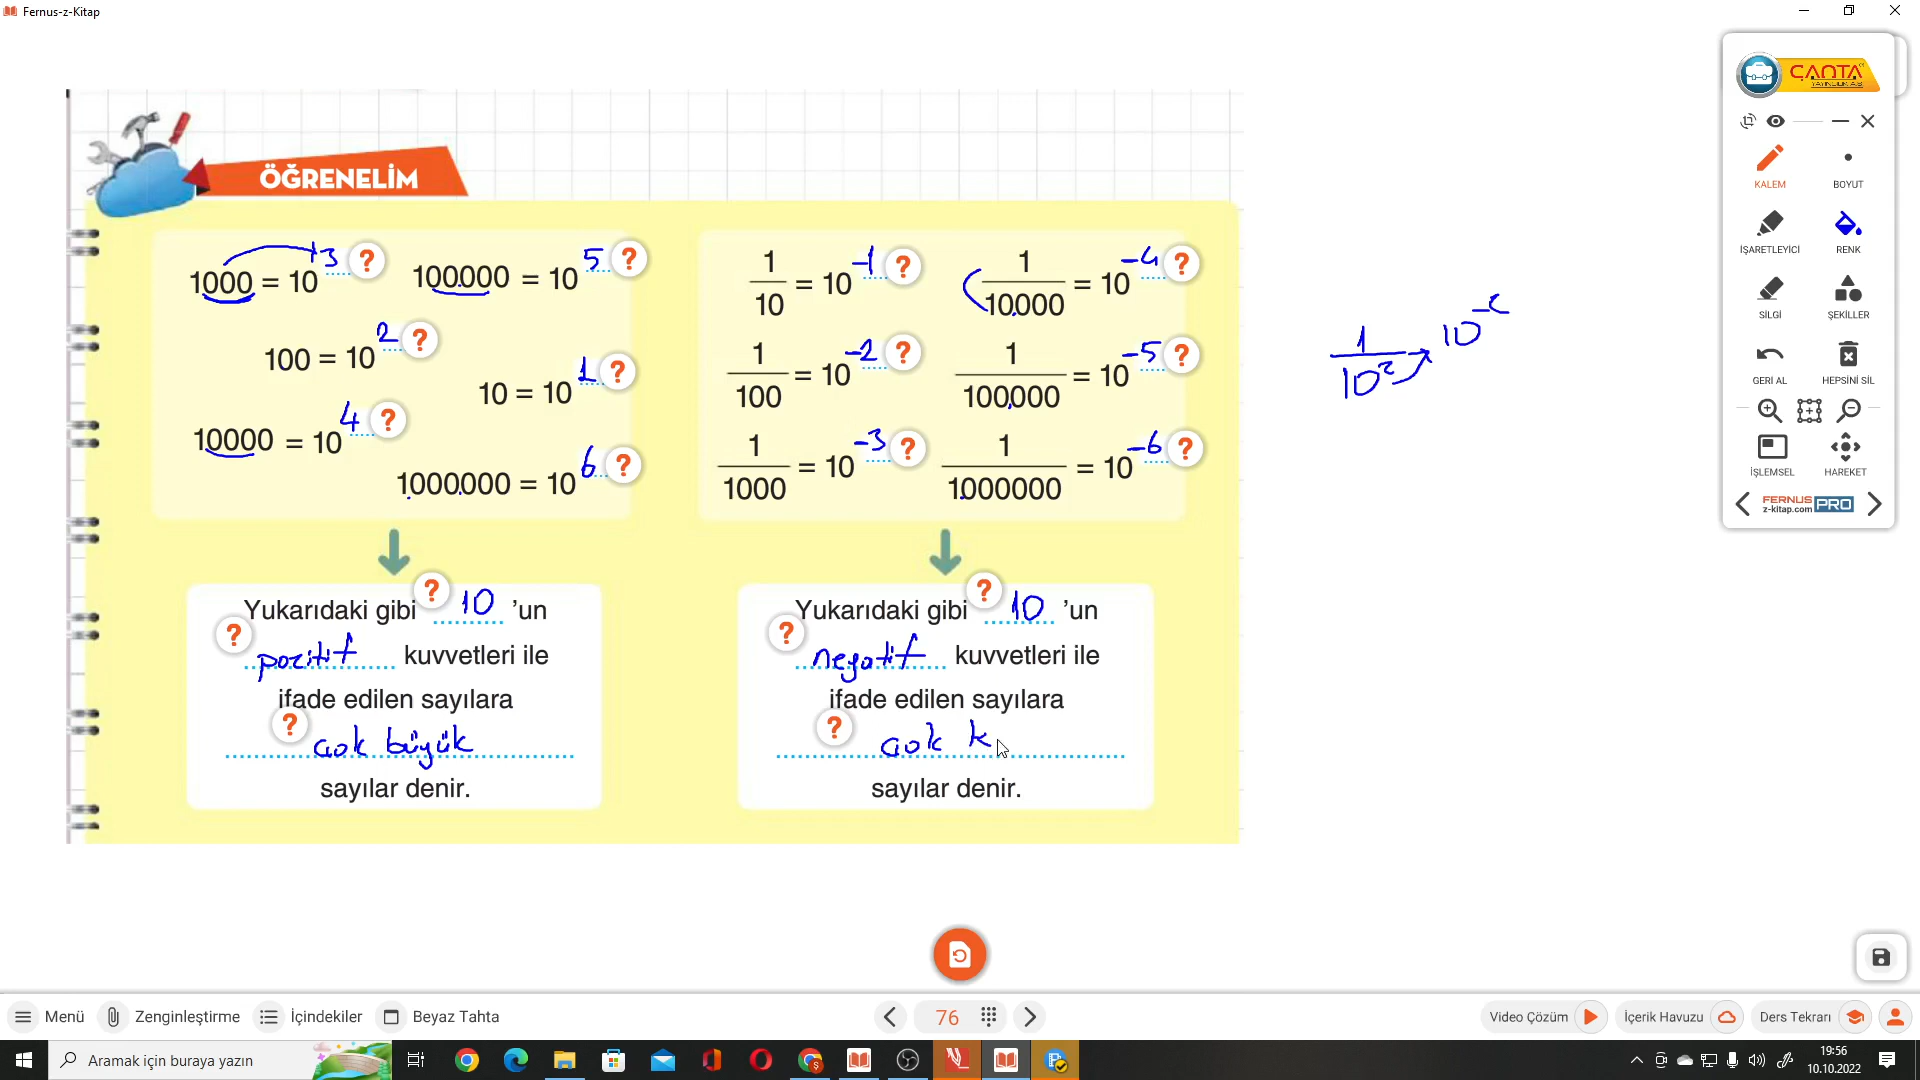 Fernus-z-Kitap
ÇANTA
YAYINCILIK A.Ş.
KALEM
BOYUT
İŞARETLEYİCİ
RENK
SİLGİ
ŞEKİLLER
GERİ AL
HEPSİNİ SİL
İŞLEMSEL
HAREKET
FERNUS
z-kitap.com PRO
ÖĞRENELİM
1000 = 10^+3 ?
100000 = 10^5 ?
100 = 10^2 ?
10 = 10^1 ?
10000 = 10^4 ?
1000000 = 10^6 ?
1/10 = 10^-1 ?
1/10000 = 10^-4 ?
1/100 = 10^-2 ?
1/100000 = 10^-5 ?
1/1000 = 10^-3 ?
1/1000000 = 10^-6 ?
1/10^2 10^-2
Yukarıdaki gibi ? 10 'un
? pozitif kuvvetleri ile
ifade edilen sayılara
? çok büyük
sayılar denir.
Yukarıdaki gibi ? 10 'un
? negatif kuvvetleri ile
ifade edilen sayılara
? çok k
sayılar denir.
Menü
Zenginleştirme
İçindekiler
Beyaz Tahta
76
Video Çözüm
İçerik Havuzu
Ders Tekrarı
Aramak için buraya yazın
19:56
10.10.2022